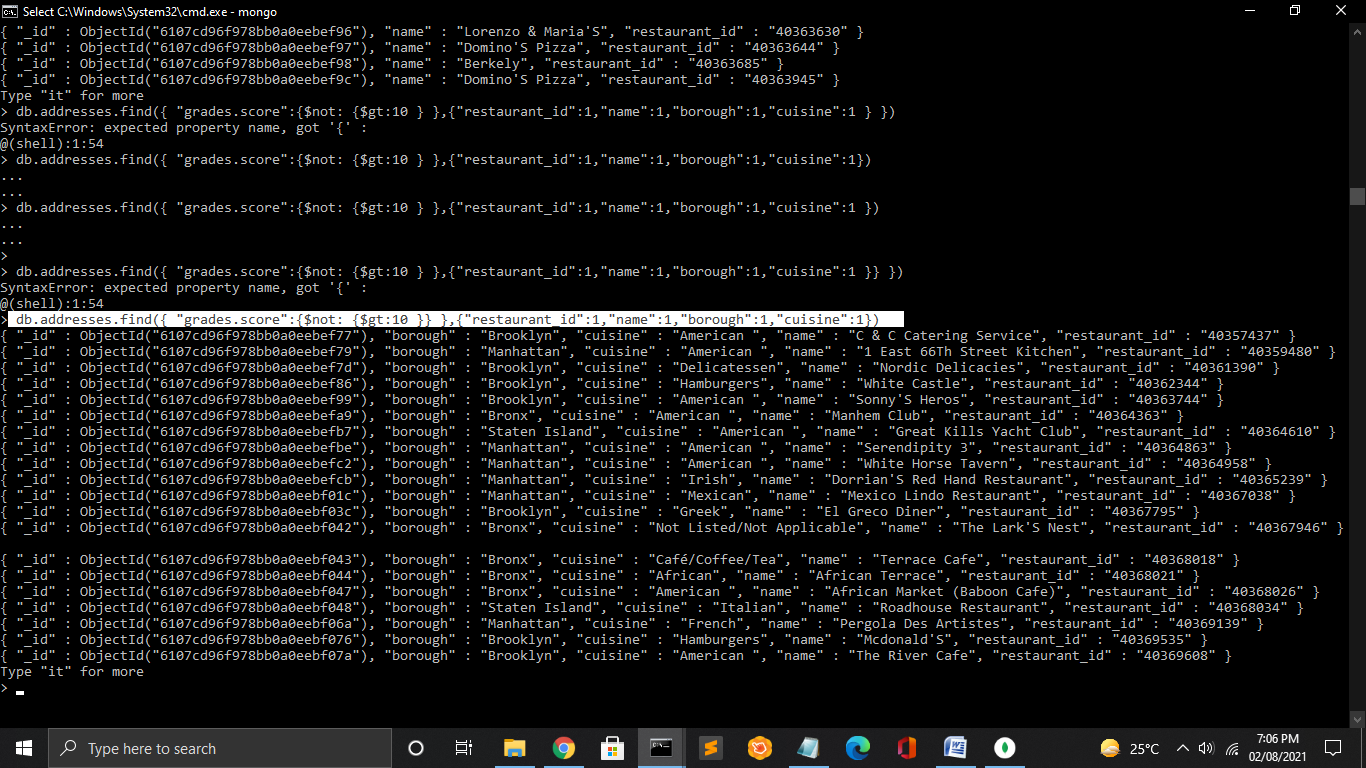 Select C:\Windows\System32\cmd.exe - mongo
{ "_id" : ObjectId("6107cd96f978bb0a0eebef96"), "name" : "Lorenzo & Maria'S", "restaurant_id" : "40363630" }
{ "_id" : ObjectId("6107cd96f978bb0a0eebef97"), "name" : "Domino'S Pizza", "restaurant_id" : "40363644" }
{ "_id" : ObjectId("6107cd96f978bb0a0eebef98"), "name" : "Berkely", "restaurant_id" : "40363685" }
{ "_id" : ObjectId("6107cd96f978bb0a0eebef9c"), "name" : "Domino'S Pizza", "restaurant_id" : "40363945" }
Type "it" for more
> db.addresses.find({ "grades.score":{$not: {$gt:10 } },{"restaurant_id":1,"name":1,"borough":1,"cuisine":1 } })
SyntaxError: expected property name, got '{' :
@(shell):1:54
> db.addresses.find({ "grades.score":{$not: {$gt:10 } },{"restaurant_id":1,"name":1,"borough":1,"cuisine":1})
...
...
> db.addresses.find({ "grades.score":{$not: {$gt:10 } },{"restaurant_id":1,"name":1,"borough":1,"cuisine":1 })
...
...
>
> db.addresses.find({ "grades.score":{$not: {$gt:10 } },{"restaurant_id":1,"name":1,"borough":1,"cuisine":1 }} })
SyntaxError: expected property name, got '{' :
@(shell):1:54
> db.addresses.find({ "grades.score":{$not: {$gt:10 }} },{"restaurant_id":1,"name":1,"borough":1,"cuisine":1})
{ "_id" : ObjectId("6107cd96f978bb0a0eebef77"), "borough" : "Brooklyn", "cuisine" : "American ", "name" : "C & C Catering Service", "restaurant_id" : "40357437" }
{ "_id" : ObjectId("6107cd96f978bb0a0eebef79"), "borough" : "Manhattan", "cuisine" : "American ", "name" : "1 East 66Th Street Kitchen", "restaurant_id" : "40359480" }
{ "_id" : ObjectId("6107cd96f978bb0a0eebef7d"), "borough" : "Brooklyn", "cuisine" : "Delicatessen", "name" : "Nordic Delicacies", "restaurant_id" : "40361390" }
{ "_id" : ObjectId("6107cd96f978bb0a0eebef86"), "borough" : "Brooklyn", "cuisine" : "Hamburgers", "name" : "White Castle", "restaurant_id" : "40362344" }
{ "_id" : ObjectId("6107cd96f978bb0a0eebef99"), "borough" : "Brooklyn", "cuisine" : "American ", "name" : "Sonny'S Heros", "restaurant_id" : "40363744" }
{ "_id" : ObjectId("6107cd96f978bb0a0eebefa9"), "borough" : "Bronx", "cuisine" : "American ", "name" : "Manhem Club", "restaurant_id" : "40364363" }
{ "_id" : ObjectId("6107cd96f978bb0a0eebefb7"), "borough" : "Staten Island", "cuisine" : "American ", "name" : "Great Kills Yacht Club", "restaurant_id" : "40364610" }
{ "_id" : ObjectId("6107cd96f978bb0a0eebefbe"), "borough" : "Manhattan", "cuisine" : "American ", "name" : "Serendipity 3", "restaurant_id" : "40364863" }
{ "_id" : ObjectId("6107cd96f978bb0a0eebefc2"), "borough" : "Manhattan", "cuisine" : "American ", "name" : "White Horse Tavern", "restaurant_id" : "40364958" }
{ "_id" : ObjectId("6107cd96f978bb0a0eebefcb"), "borough" : "Manhattan", "cuisine" : "Irish", "name" : "Dorrian'S Red Hand Restaurant", "restaurant_id" : "40365239" }
{ "_id" : ObjectId("6107cd96f978bb0a0eebf01c"), "borough" : "Manhattan", "cuisine" : "Mexican", "name" : "Mexico Lindo Restaurant", "restaurant_id" : "40367038" }
{ "_id" : ObjectId("6107cd96f978bb0a0eebf03c"), "borough" : "Brooklyn", "cuisine" : "Greek", "name" : "El Greco Diner", "restaurant_id" : "40367795" }
{ "_id" : ObjectId("6107cd96f978bb0a0eebf042"), "borough" : "Bronx", "cuisine" : "Not Listed/Not Applicable", "name" : "The Lark'S Nest", "restaurant_id" : "40367946" }
{ "_id" : ObjectId("6107cd96f978bb0a0eebf043"), "borough" : "Bronx", "cuisine" : "Café/Coffee/Tea", "name" : "Terrace Cafe", "restaurant_id" : "40368018" }
{ "_id" : ObjectId("6107cd96f978bb0a0eebf044"), "borough" : "Bronx", "cuisine" : "African", "name" : "African Terrace", "restaurant_id" : "40368021" }
{ "_id" : ObjectId("6107cd96f978bb0a0eebf047"), "borough" : "Bronx", "cuisine" : "American ", "name" : "African Market (Baboon Cafe)", "restaurant_id" : "40368026" }
{ "_id" : ObjectId("6107cd96f978bb0a0eebf048"), "borough" : "Staten Island", "cuisine" : "Italian", "name" : "Roadhouse Restaurant", "restaurant_id" : "40368034" }
{ "_id" : ObjectId("6107cd96f978bb0a0eebf06a"), "borough" : "Manhattan", "cuisine" : "French", "name" : "Pergola Des Artistes", "restaurant_id" : "40369139" }
{ "_id" : ObjectId("6107cd96f978bb0a0eebf076"), "borough" : "Brooklyn", "cuisine" : "Hamburgers", "name" : "Mcdonald'S", "restaurant_id" : "40369535" }
{ "_id" : ObjectId("6107cd96f978bb0a0eebf07a"), "borough" : "Brooklyn", "cuisine" : "American ", "name" : "The River Cafe", "restaurant_id" : "40369608" }
Type "it" for more
>
Type here to search
25°C
7:06 PM
02/08/2021